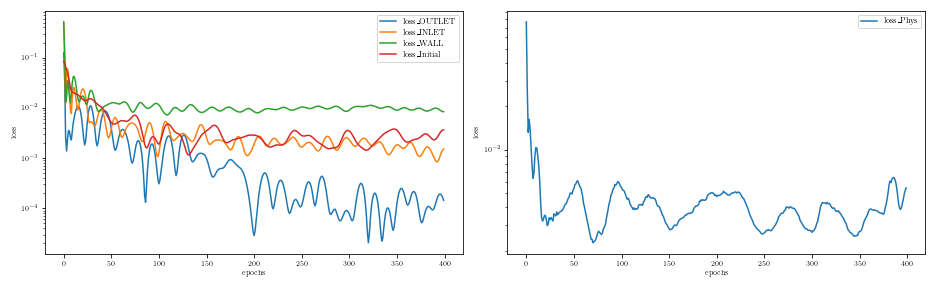 loss_OUTLET
loss_INLET
loss_WALL
loss_Initial
10⁻¹
10⁻²
10⁻³
10⁻⁴
loss
0 50 100 150 200 250 300 350 400
epochs
loss_Phys
10⁻²
loss
0 50 100 150 200 250 300 350 400
epochs